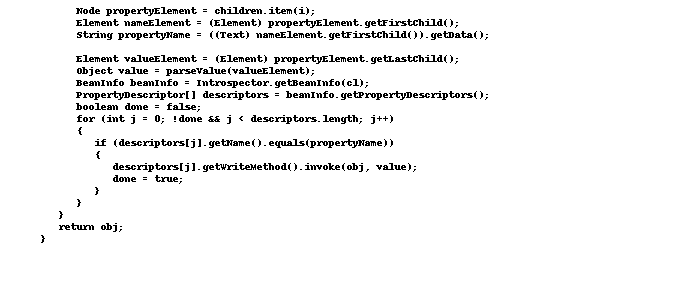 Node propertyElement = children.item(i);
Element nameElement = (Element) propertyElement.getFirstChild();
String propertyName = ((Text) nameElement.getFirstChild()).getData();
Element valueElement = (Element) propertyElement.getLastChild();
Object value = parseValue(valueElement);
BeanInfo beanInfo = Introspector.getBeanInfo(cl);
PropertyDescriptor[] descriptors = beanInfo.getPropertyDescriptors();
boolean done = false;
for (int j = 0; !done && j < descriptors.length; j++)
{
if (descriptors[j].getName().equals(propertyName))
{
descriptors[j].getWriteMethod().invoke(obj, value);
done = true;
}
}
}
return obj;
}